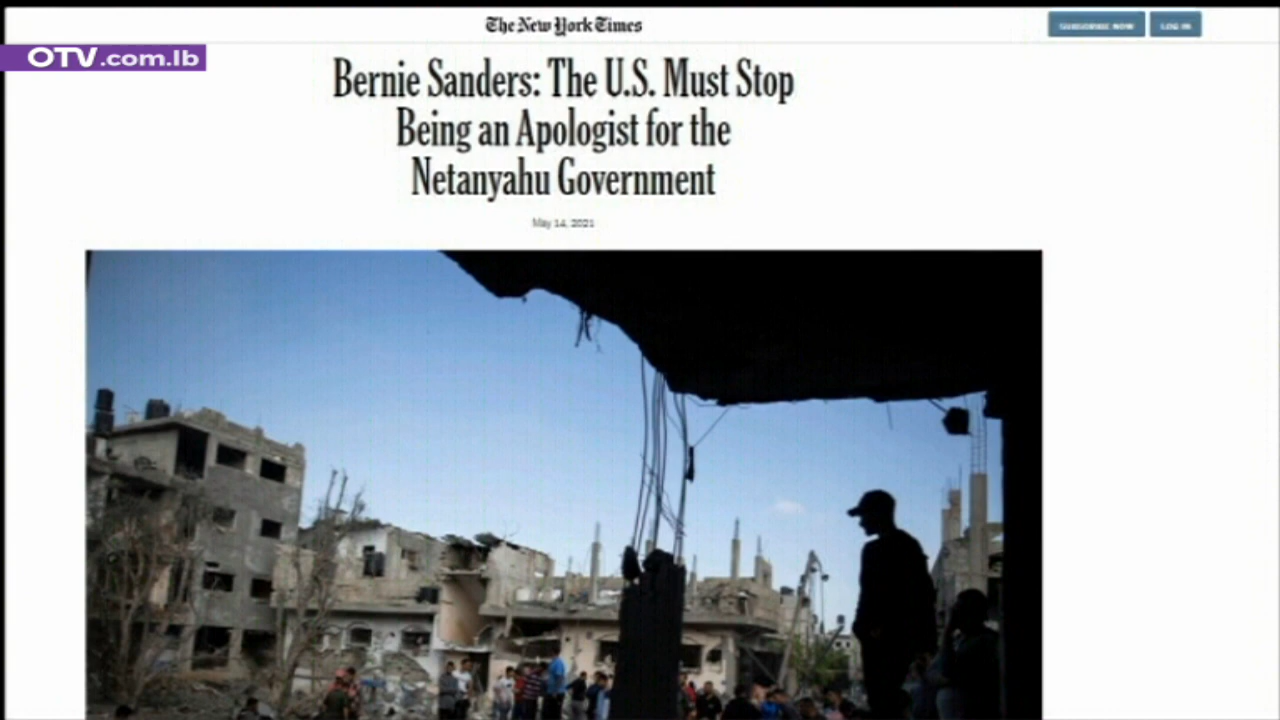 The New York Times
SUBSCRIBE NOW
LOG IN
OTV.com.lb
Bernie Sanders: The U.S. Must Stop
Being an Apologist for the
Netanyahu Government
May 14, 2021